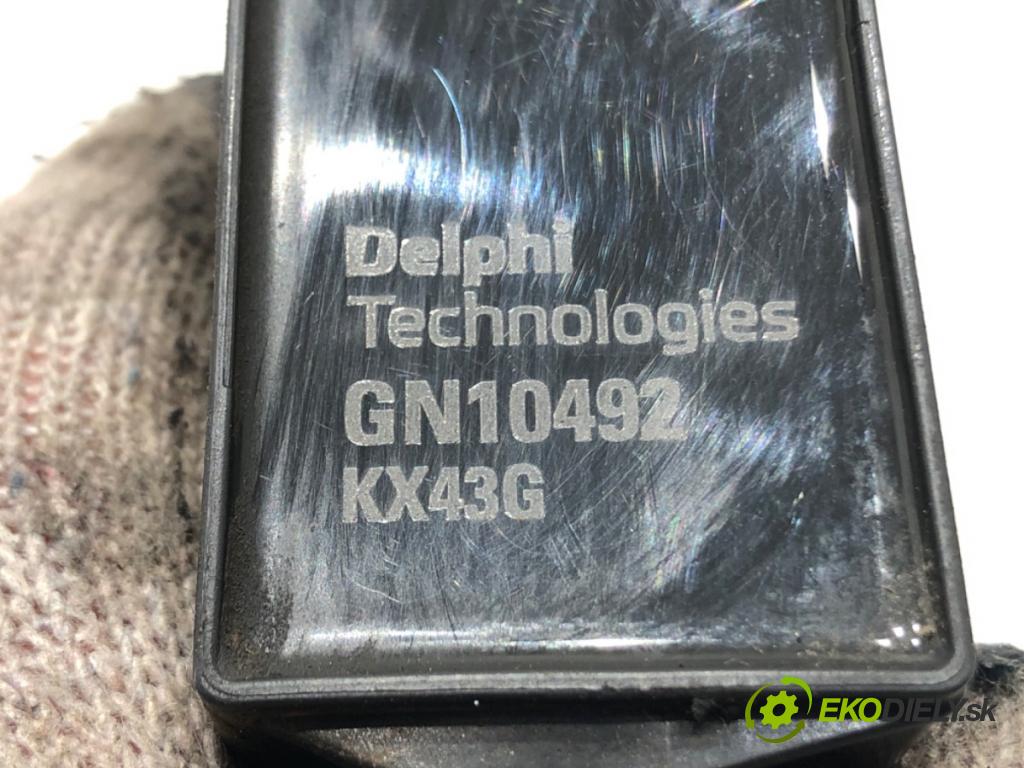 Delphi
Technologies
GN10492
KX43G
EKODIELY.sk